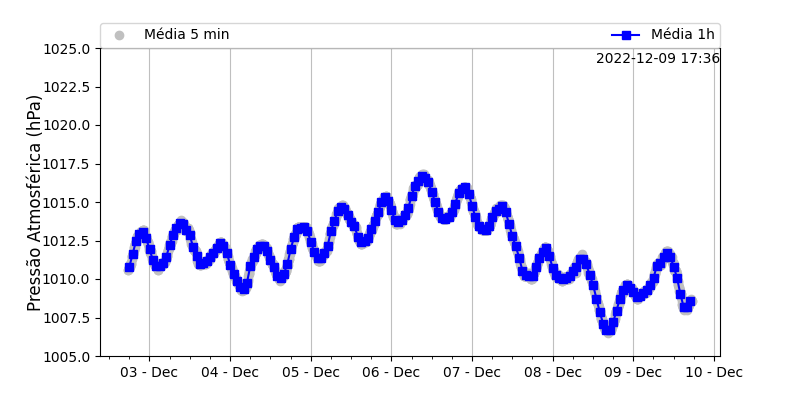 Média 5 min
Média 1h
2022-12-09 17:36
Pressão Atmosférica (hPa)
1025.0
1022.5
1020.0
1017.5
1015.0
1012.5
1010.0
1007.5
1005.0
03 - Dec
04 - Dec
05 - Dec
06 - Dec
07 - Dec
08 - Dec
09 - Dec
10 - Dec